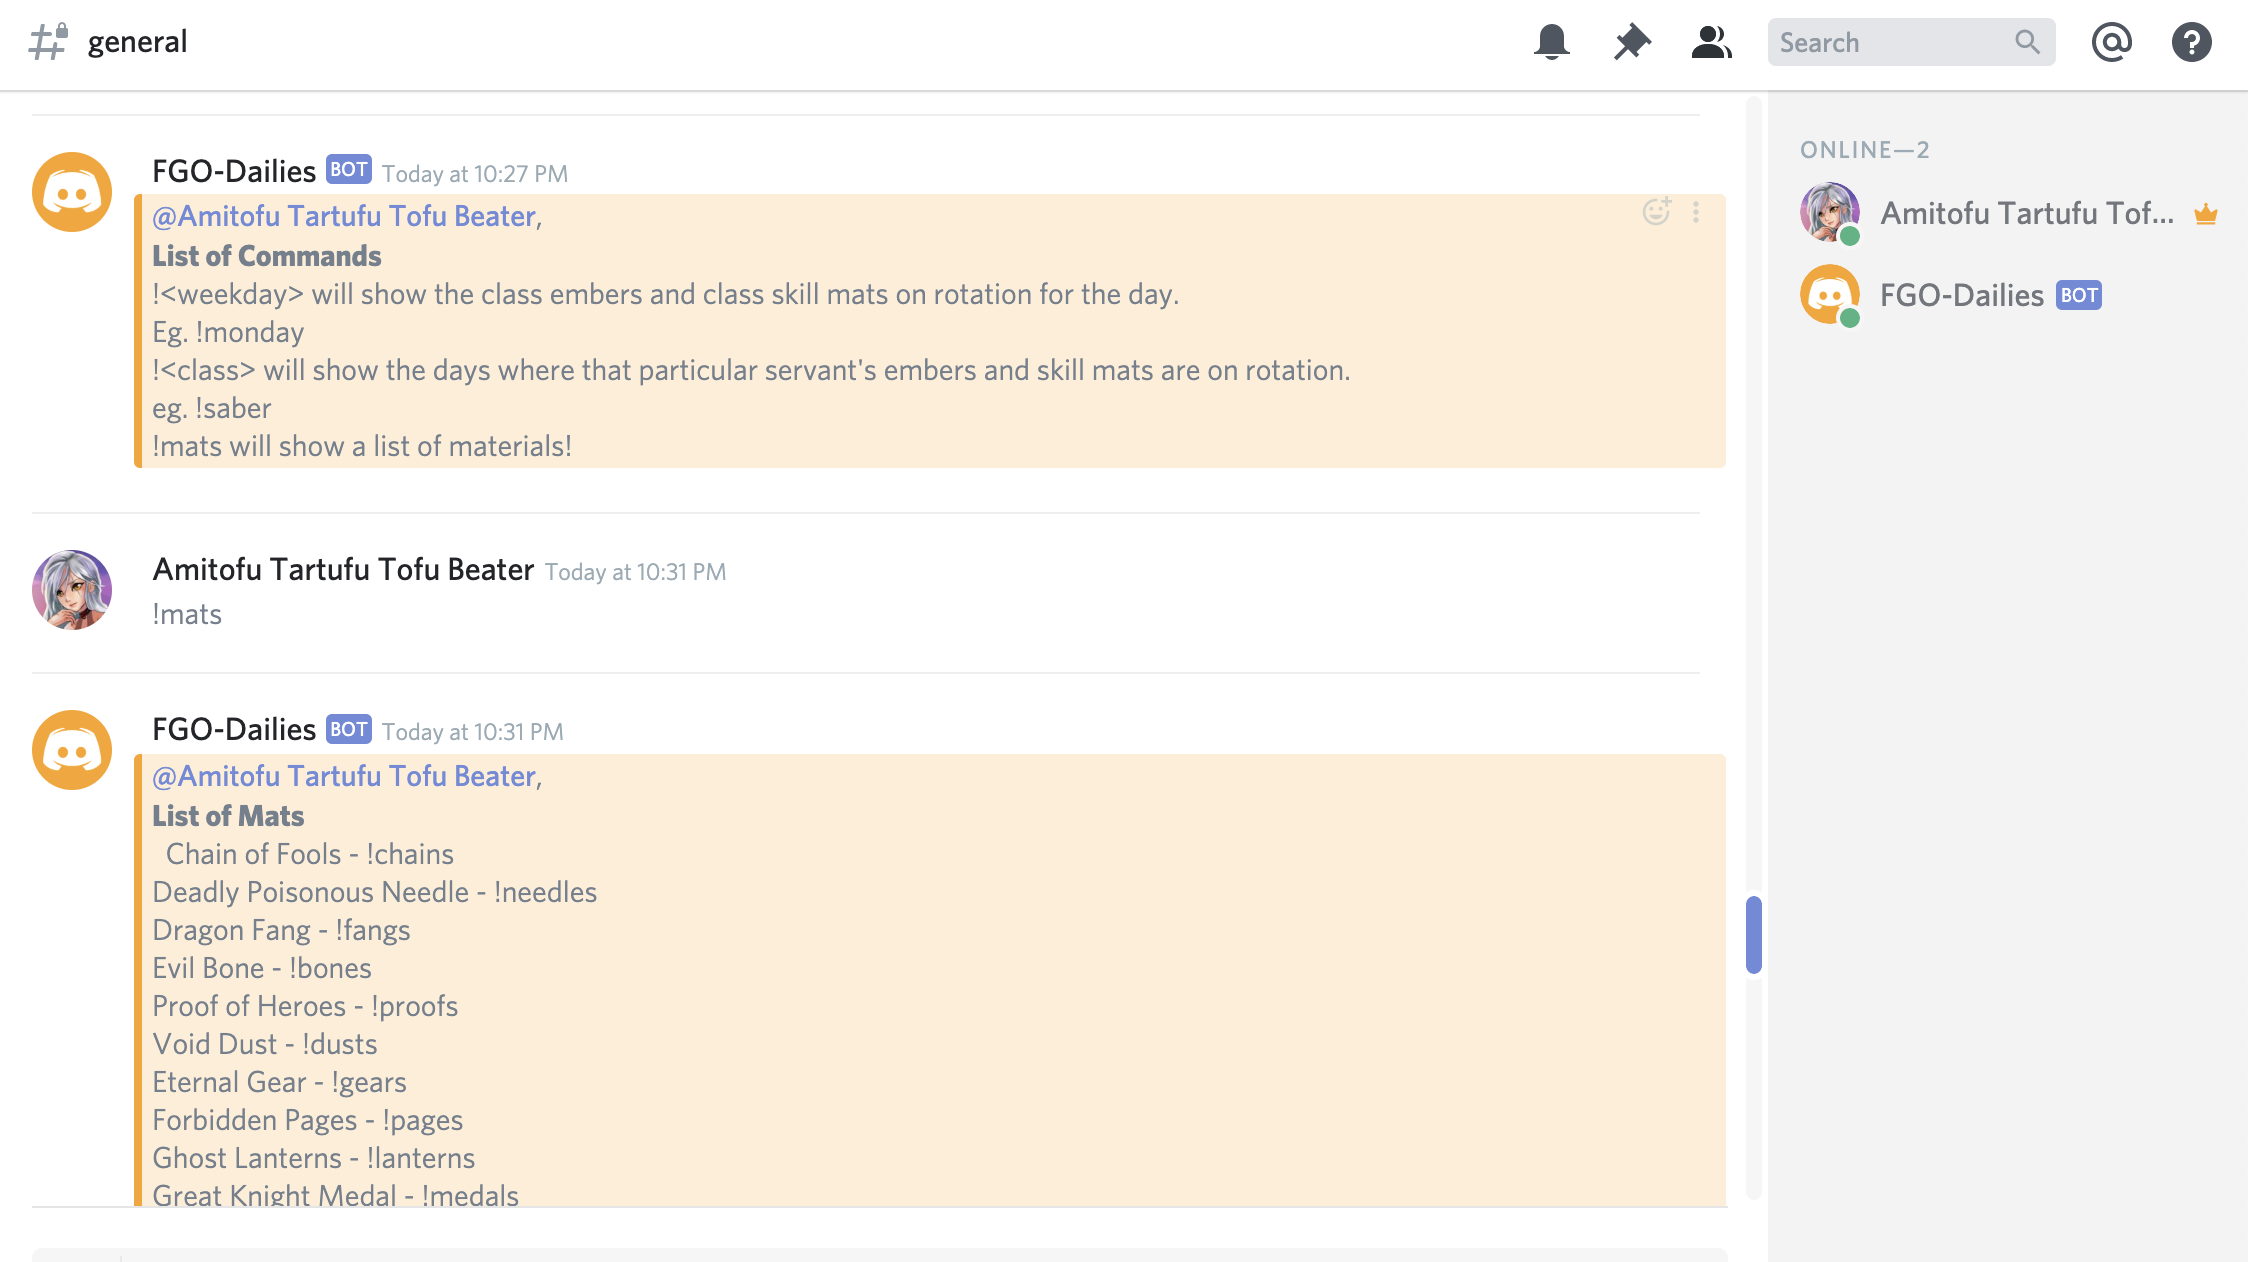 general
Search
FGO-Dailies BOT Today at 10:27 PM
@Amitofu Tartufu Tofu Beater,
List of Commands
!<weekday> will show the class embers and class skill mats on rotation for the day.
Eg. !monday
!<class> will show the days where that particular servant's embers and skill mats are on rotation.
eg. !saber
!mats will show a list of materials!
Amitofu Tartufu Tofu Beater Today at 10:31 PM
!mats
FGO-Dailies BOT Today at 10:31 PM
@Amitofu Tartufu Tofu Beater,
List of Mats
Chain of Fools - !chains
Deadly Poisonous Needle - !needles
Dragon Fang - !fangs
Evil Bone - !bones
Proof of Heroes - !proofs
Void Dust - !dusts
Eternal Gear - !gears
Forbidden Pages - !pages
Ghost Lanterns - !lanterns
Great Knight Medal - !medals
ONLINE—2
Amitofu Tartufu Tof...
FGO-Dailies BOT